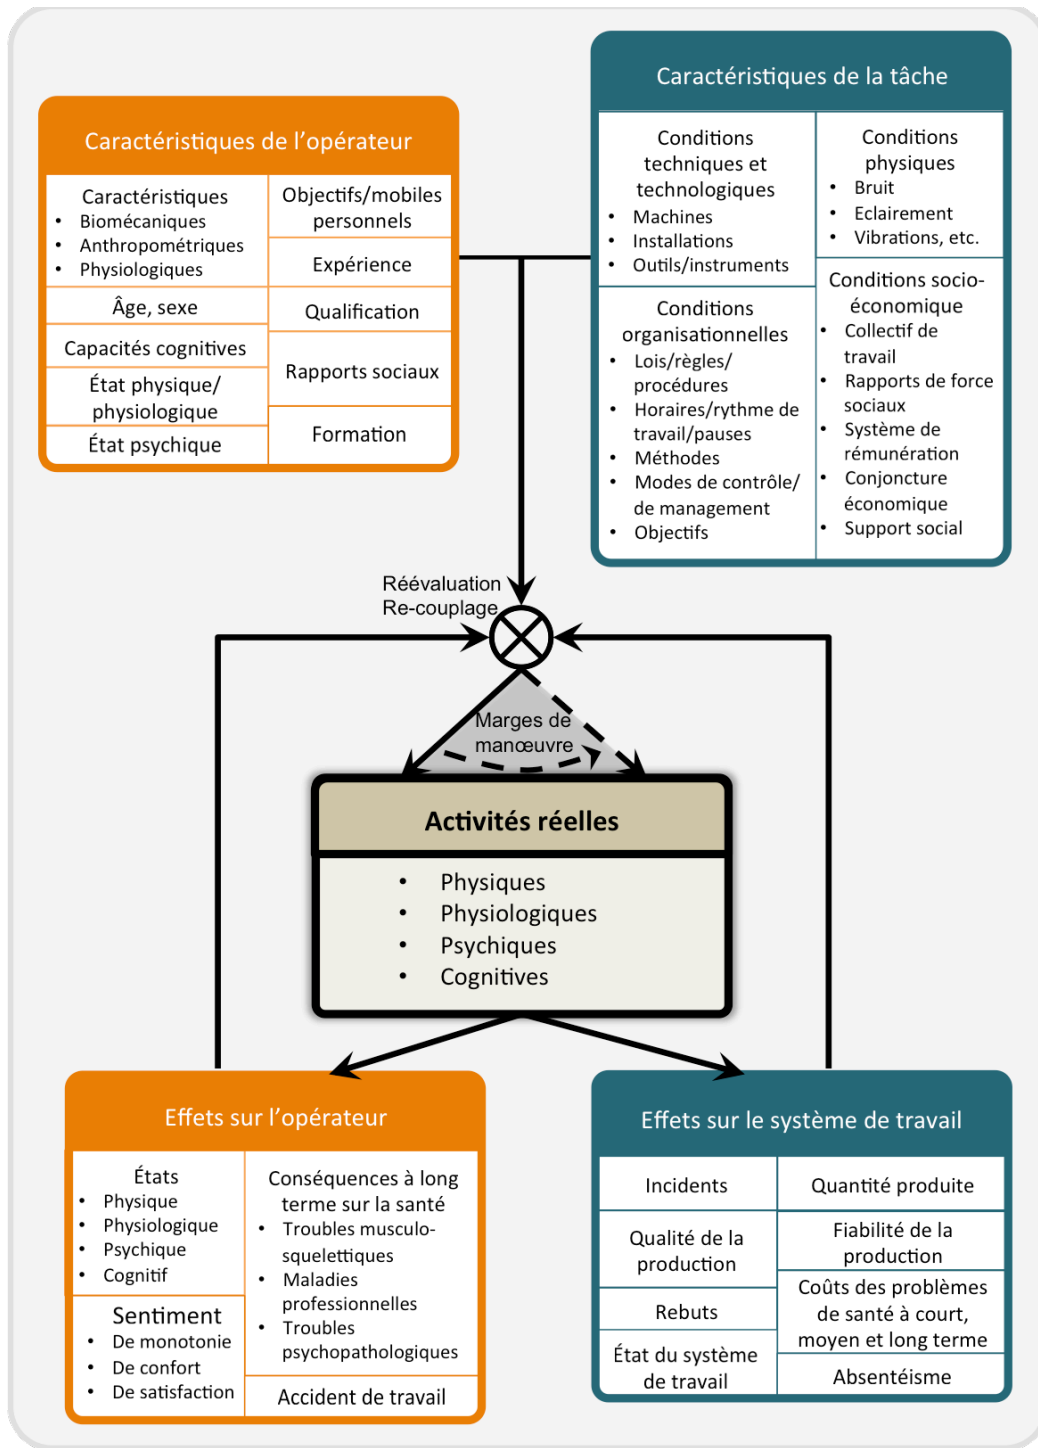 Caractéristiques de l’opérateur
Caractéristiques
• Biomécaniques
• Anthropométriques
• Physiologiques
Âge, sexe
Capacités cognitives
État physique/
physiologique
État psychique
Objectifs/mobiles
personnels
Expérience
Qualification
Rapports sociaux
Formation
Caractéristiques de la tâche
Conditions
techniques et
technologiques
• Machines
• Installations
• Outils/instruments
Conditions
organisationnelles
• Lois/règles/
procédures
• Horaires/rythme de
travail/pauses
• Méthodes
• Modes de contrôle/
de management
• Objectifs
Conditions
physiques
• Bruit
• Eclairement
• Vibrations, etc.
Conditions socio-
économique
• Collectif de
travail
• Rapports de force
sociaux
• Système de
rémunération
• Conjoncture
économique
• Support social
Réévaluation
Re-couplage
Marges de
manœuvre
Activités réelles
• Physiques
• Physiologiques
• Psychiques
• Cognitives
Effets sur l’opérateur
États
• Physique
• Physiologique
• Psychique
• Cognitif
Sentiment
• De monotonie
• De confort
• De satisfaction
Conséquences à long
terme sur la santé
• Troubles musculo-
squelettiques
• Maladies
professionnelles
• Troubles
psychopathologiques
Accident de travail
Effets sur le système de travail
Incidents
Qualité de la
production
Rebuts
État du système
de travail
Quantité produite
Fiabilité de la
production
Coûts des problèmes
de santé à court,
moyen et long terme
Absentéisme